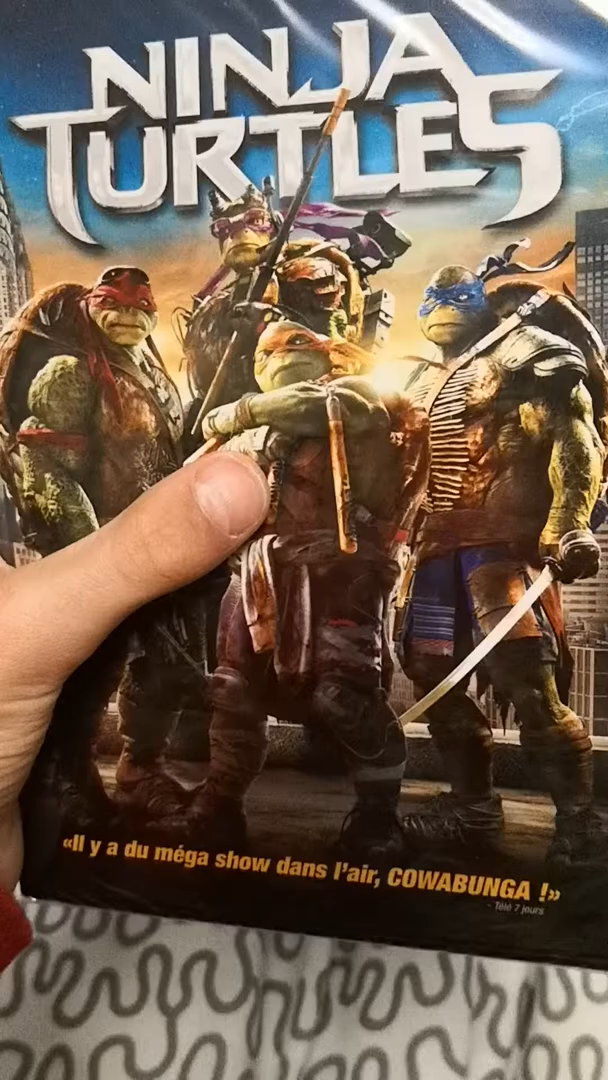 NINJA
TURTLES
«Il y a du méga show dans l'air, COWABUNGA !»
- Télé 7 jours